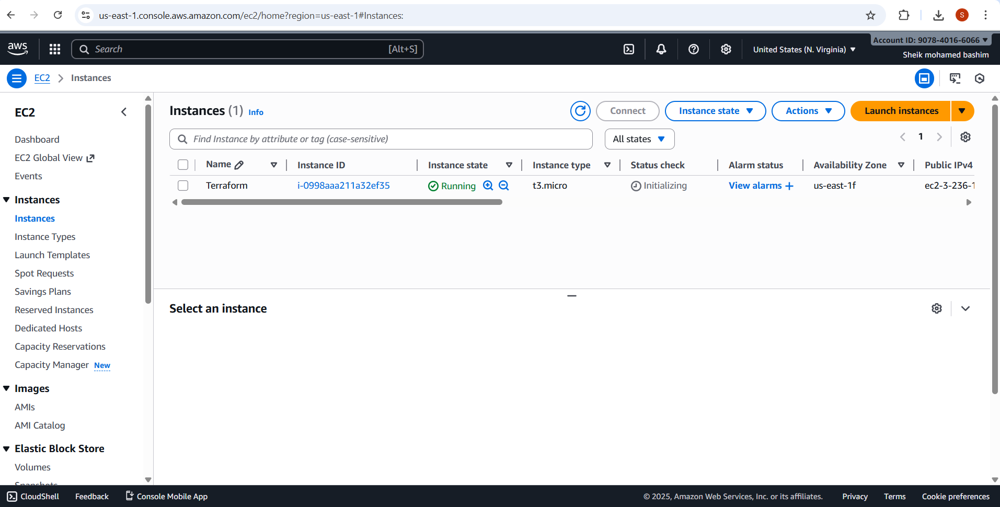 us-east-1.console.aws.amazon.com/ec2/home?region=us-east-1#Instances:
S
aws
Search
[Alt+S]
United States (N. Virginia)
Account ID: 9078-4016-6066
Sheik mohamed bashim
EC2
Instances
EC2
Dashboard
EC2 Global View
Events
Instances
Instances
Instance Types
Launch Templates
Spot Requests
Savings Plans
Reserved Instances
Dedicated Hosts
Capacity Reservations
Capacity Manager New
Images
AMIs
AMI Catalog
Elastic Block Store
Volumes
Snapshots
Instances (1) Info
Connect
Instance state
Actions
Launch instances
Find Instance by attribute or tag (case-sensitive)
All states
1
Name Instance ID Instance state Instance type Status check Alarm status Availability Zone Public IPv4
Terraform i-0998aaa211a32ef35 Running t3.micro Initializing View alarms + us-east-1f ec2-3-236-1
Select an instance
CloudShell Feedback Console Mobile App © 2025, Amazon Web Services, Inc. or its affiliates. Privacy Terms Cookie preferences